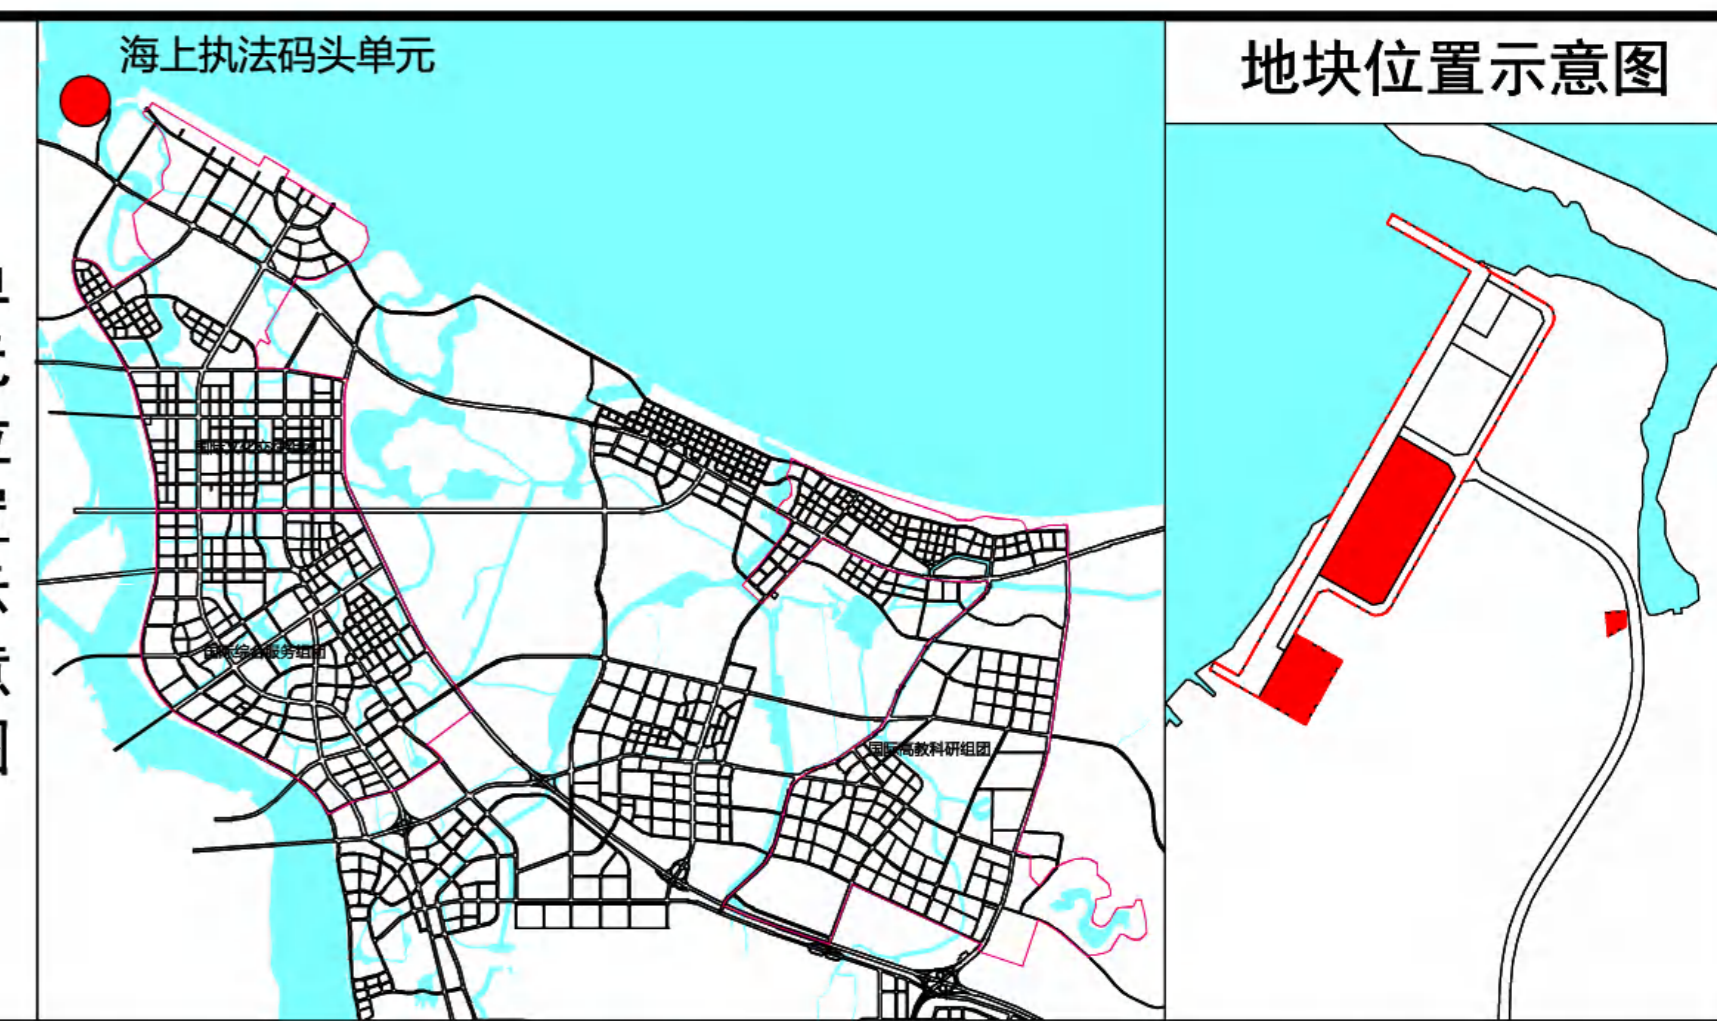 海上执法码头单元
地块位置示意图
国际综合服务组团
国际高教科研组团